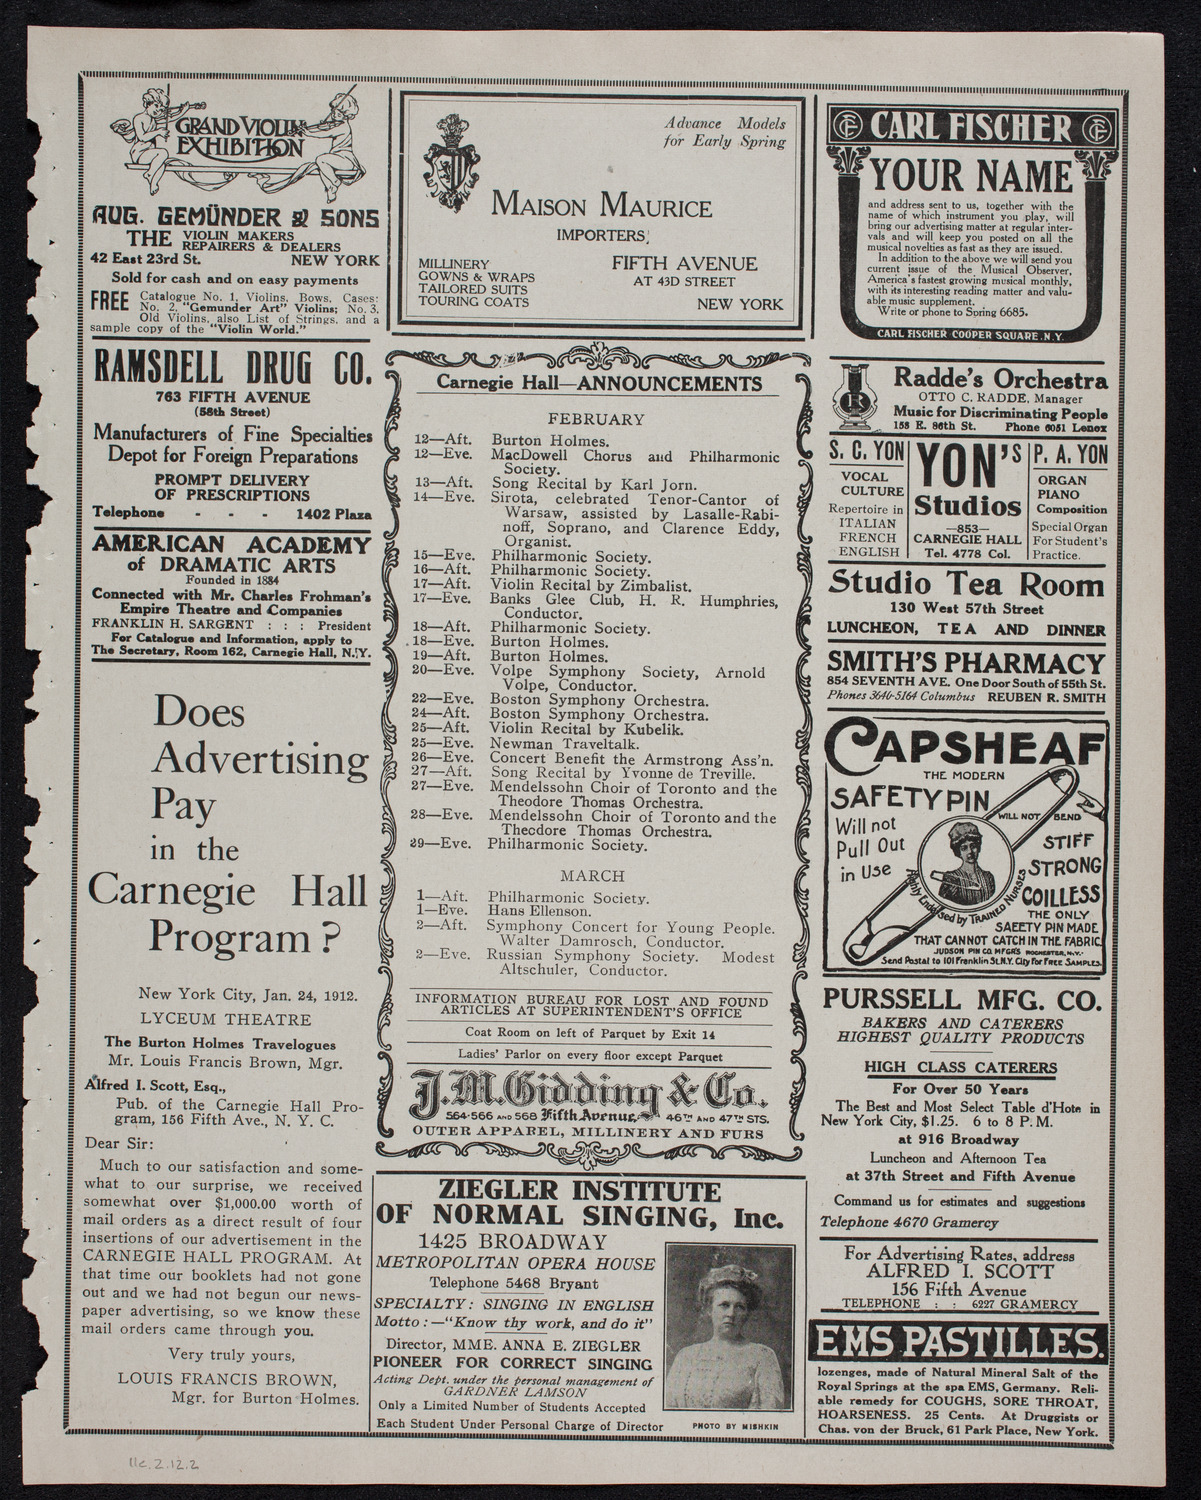 GRAND VIOLIN
EXHIBITION
AUG. GEMÜNDER & SONS
THE VIOLIN MAKERS
REPAIRERS & DEALERS
42 East 23rd St. NEW YORK
Sold for cash and on easy payments
FREE Catalogue No. 1, Violins, Bows, Cases;
No. 2, "Gemunder Art" Violins; No. 3,
Old Violins, also List of Strings, and a
sample copy of the "Violin World."
RAMSDELL DRUG CO.
763 FIFTH AVENUE
(58th Street)
Manufacturers of Fine Specialties
Depot for Foreign Preparations
PROMPT DELIVERY
OF PRESCRIPTIONS
Telephone - - - 1402 Plaza
AMERICAN ACADEMY
of DRAMATIC ARTS
Founded in 1884
Connected with Mr. Charles Frohman's
Empire Theatre and Companies
FRANKLIN H. SARGENT : : : President
For Catalogue and Information, apply to
The Secretary, Room 162, Carnegie Hall, N.Y.
Does
Advertising
Pay
in the
Carnegie Hall
Program?
New York City, Jan. 24, 1912.
LYCEUM THEATRE
The Burton Holmes Travelogues
Mr. Louis Francis Brown, Mgr.
Alfred I. Scott, Esq.,
Pub. of the Carnegie Hall Pro-
gram, 156 Fifth Ave., N. Y. C.
Dear Sir:
Much to our satisfaction and some-
what to our surprise, we received
somewhat over $1,000.00 worth of
mail orders as a direct result of four
insertions of our advertisement in the
CARNEGIE HALL PROGRAM. At
that time our booklets had not gone
out and we had not begun our news-
paper advertising, so we know these
mail orders came through you.
Very truly yours,
LOUIS FRANCIS BROWN,
Mgr. for Burton Holmes.
Advance Models
for Early Spring
MAISON MAURICE
IMPORTERS
MILLINERY
GOWNS & WRAPS
TAILORED SUITS
TOURING COATS
FIFTH AVENUE
AT 43D STREET
NEW YORK
Carnegie Hall—ANNOUNCEMENTS
FEBRUARY
12—Aft. Burton Holmes.
12—Eve. MacDowell Chorus and Philharmonic
Society.
13—Aft. Song Recital by Karl Jorn.
14—Eve. Sirota, celebrated Tenor-Cantor of
Warsaw, assisted by Lasalle-Rabi-
noff, Soprano, and Clarence Eddy,
Organist.
15—Eve. Philharmonic Society.
16—Aft. Philharmonic Society.
17—Aft. Violin Recital by Zimbalist.
17—Eve. Banks Glee Club, H. R. Humphries,
Conductor.
18—Aft. Philharmonic Society.
18—Eve. Burton Holmes.
19—Aft. Burton Holmes.
20—Eve. Volpe Symphony Society, Arnold
Volpe, Conductor.
22—Eve. Boston Symphony Orchestra.
24—Aft. Boston Symphony Orchestra.
25—Aft. Violin Recital by Kubelik.
25—Eve. Newman Traveltalk.
26—Eve. Concert Benefit the Armstrong Ass'n.
27—Aft. Song Recital by Yvonne de Treville.
27—Eve. Mendelssohn Choir of Toronto and the
Theodore Thomas Orchestra.
28—Eve. Mendelssohn Choir of Toronto and the
Theodore Thomas Orchestra.
29—Eve. Philharmonic Society.
MARCH
1—Aft. Philharmonic Society.
1—Eve. Hans Ellenson.
2—Aft. Symphony Concert for Young People.
Walter Damrosch, Conductor.
2—Eve. Russian Symphony Society. Modest
Altschuler, Conductor.
INFORMATION BUREAU FOR LOST AND FOUND
ARTICLES AT SUPERINTENDENT'S OFFICE
Coat Room on left of Parquet by Exit 14
Ladies' Parlor on every floor except Parquet
J. M. Gidding & Co.
564-566 AND 568 Fifth Avenue, 46TH AND 47TH STS.
OUTER APPAREL, MILLINERY AND FURS
ZIEGLER INSTITUTE
OF NORMAL SINGING, Inc.
1425 BROADWAY
METROPOLITAN OPERA HOUSE
Telephone 5468 Bryant
SPECIALTY: SINGING IN ENGLISH
Motto:—"Know thy work, and do it"
Director, MME. ANNA E. ZIEGLER
PIONEER FOR CORRECT SINGING
Acting Dept. under the personal management of
GARDNER LAMSON
Only a Limited Number of Students Accepted
Each Student Under Personal Charge of Director
PHOTO BY MISHKIN
CARL FISCHER
YOUR NAME
and address sent to us, together with the
name of which instrument you play, will
bring our advertising matter at regular inter-
vals and will keep you posted on all the
musical novelties as fast as they are issued.
In addition to the above we will send you
current issue of the Musical Observer,
America's fastest growing musical monthly,
with its interesting reading matter and valu-
able music supplement.
Write or phone to Spring 6685.
CARL FISCHER COOPER SQUARE. N.Y.
R
Radde's Orchestra
OTTO C. RADDE, Manager
Music for Discriminating People
158 E. 86th St. Phone 6051 Lenox
S. C. YON
VOCAL
CULTURE
Repertoire in
ITALIAN
FRENCH
ENGLISH
YON'S
Studios
—853—
CARNEGIE HALL
Tel. 4778 Col.
P. A. YON
ORGAN
PIANO
Composition
Special Organ
For Student's
Practice.
Studio Tea Room
130 West 57th Street
LUNCHEON, TEA AND DINNER
SMITH'S PHARMACY
854 SEVENTH AVE. One Door South of 55th St.
Phones 3646-5164 Columbus REUBEN R. SMITH
CAPSHEAF
THE MODERN
SAFETY PIN
WILL NOT BEND
Will not
Pull Out
in Use
STIFF
STRONG
COILLESS
Highly Endorsed by TRAINED NURSES
THE ONLY
SAFETY PIN MADE
THAT CANNOT CATCH IN THE FABRIC.
JUDSON PIN CO. MFGRS ROCHESTER, N.Y.
Send Postal to 101 Franklin St. N.Y. City For FREE SAMPLES
PURSSELL MFG. CO.
BAKERS AND CATERERS
HIGHEST QUALITY PRODUCTS
HIGH CLASS CATERERS
For Over 50 Years
The Best and Most Select Table d'Hote in
New York City, $1.25. 6 to 8 P. M.
at 916 Broadway
Luncheon and Afternoon Tea
at 37th Street and Fifth Avenue
Command us for estimates and suggestions
Telephone 4670 Gramercy
For Advertising Rates, address
ALFRED I. SCOTT
156 Fifth Avenue
TELEPHONE : : 6227 GRAMERCY
EMS PASTILLES.
lozenges, made of Natural Mineral Salt of the
Royal Springs at the spa EMS, Germany. Reli-
able remedy for COUGHS, SORE THROAT,
HOARSENESS. 25 Cents. At Druggists or
Chas. von der Bruck, 61 Park Place, New York.
11c.2.12.2